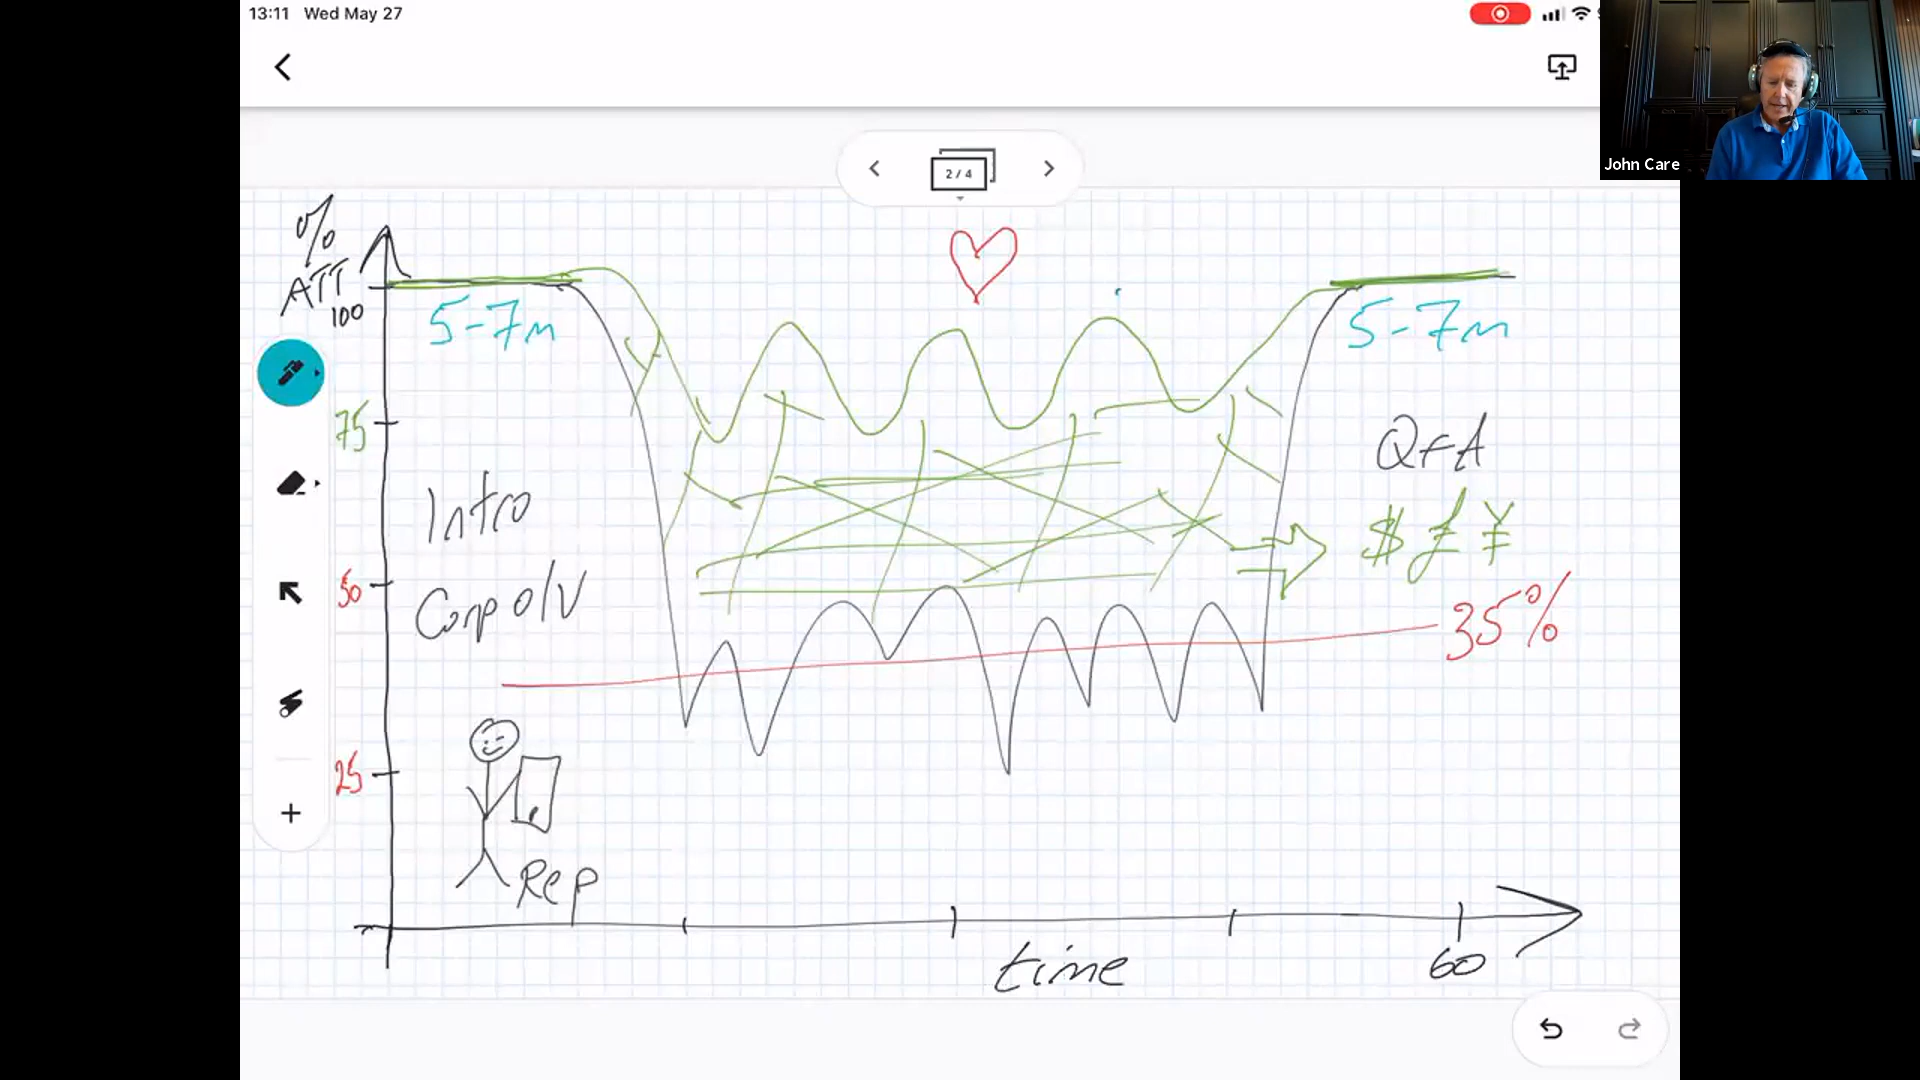 13:11 Wed May 27
John Care
2 / 4
% ATT
100
5-7m
5-7m
75
Q+A
Intro
$ £ ¥
50
Corp o/v
35%
25
Rep
time
60